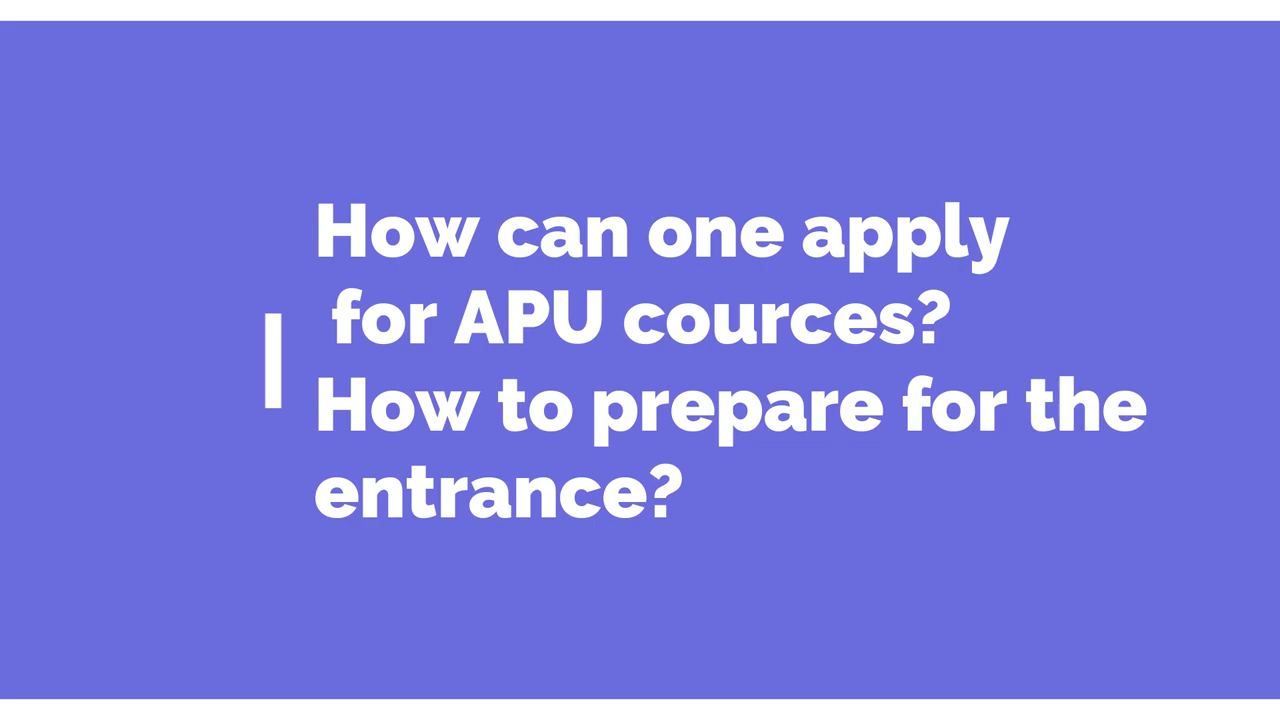 How can one apply
for APU cources?
How to prepare for the
entrance?